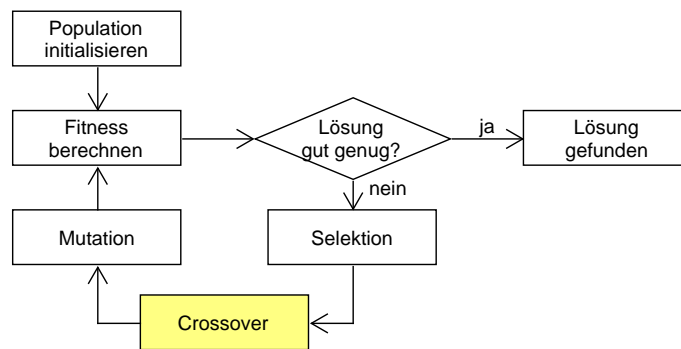 Population
initialisieren
Fitness
berechnen
Lösung
gut genug?
ja
Lösung
gefunden
nein
Mutation
Selektion
Crossover